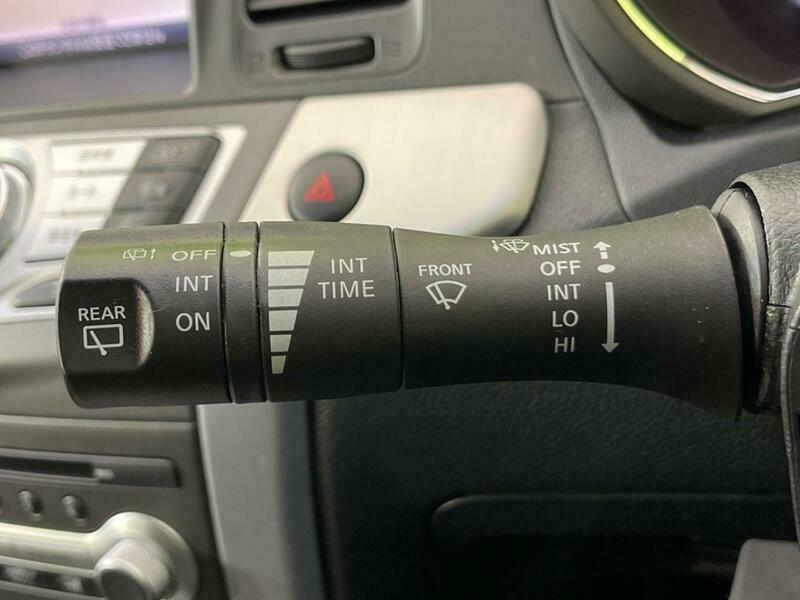 REAR
OFF
INT
ON
INT
TIME
FRONT
MIST
OFF
INT
LO
HI